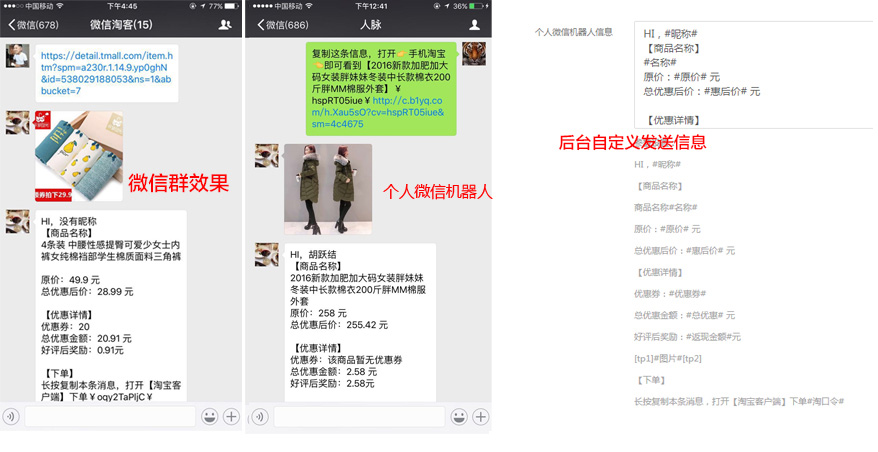 中国移动 下午4:45 77%
微信(678) 微信淘客(15)
https://detail.tmall.com/item.h
tm?spm=a230r.1.14.9.yp0ghN
&id=538029188053&ns=1&ab
bucket=7
领券拍下29.9
微信群效果
HI，没有昵称
【商品名称】
4条装 中腰性感提臀可爱少女士内
裤女纯棉裆部学生棉质面料三角裤
原价：49.9 元
总优惠后价：28.99 元
【优惠详情】
优惠券：20
总优惠金额：20.91 元
好评后奖励：0.91元
【下单】
长按复制本条消息，打开【淘宝客
户端】下单￥oqy2TaPljC￥
中国移动 下午12:41 36%
微信(686) 人脉
复制这条信息，打开👉手机淘宝
👈即可看到【2016新款加肥加大
码女装胖妹妹冬装中长款棉衣200
斤胖MM棉服外套】￥
hspRT05iue￥http://c.b1yq.co
m/h.Xau5sO?cv=hspRT05iue&
sm=4c4675
个人微信机器人
HI，胡跃结
【商品名称】
2016新款加肥加大码女装胖妹妹
冬装中长款棉衣200斤胖MM棉服
外套
原价：258 元
总优惠后价：255.42 元
【优惠详情】
优惠券：该商品暂无优惠券
总优惠金额：2.58 元
好评后奖励：2.58元
个人微信机器人信息
HI，#昵称#
【商品名称】
#名称#
原价：#原价# 元
总优惠后价：#惠后价# 元
【优惠详情】
后台自定义发送信息
HI，#昵称#
【商品名称】
商品名称#名称#
原价：#原价# 元
总优惠后价：#惠后价# 元
【优惠详情】
优惠券：#优惠券#
总优惠金额：#总优惠# 元
好评后奖励：#返现金额#元
[tp1]#图片#[tp2]
【下单】
长按复制本条消息，打开【淘宝客户端】下单#淘口令#